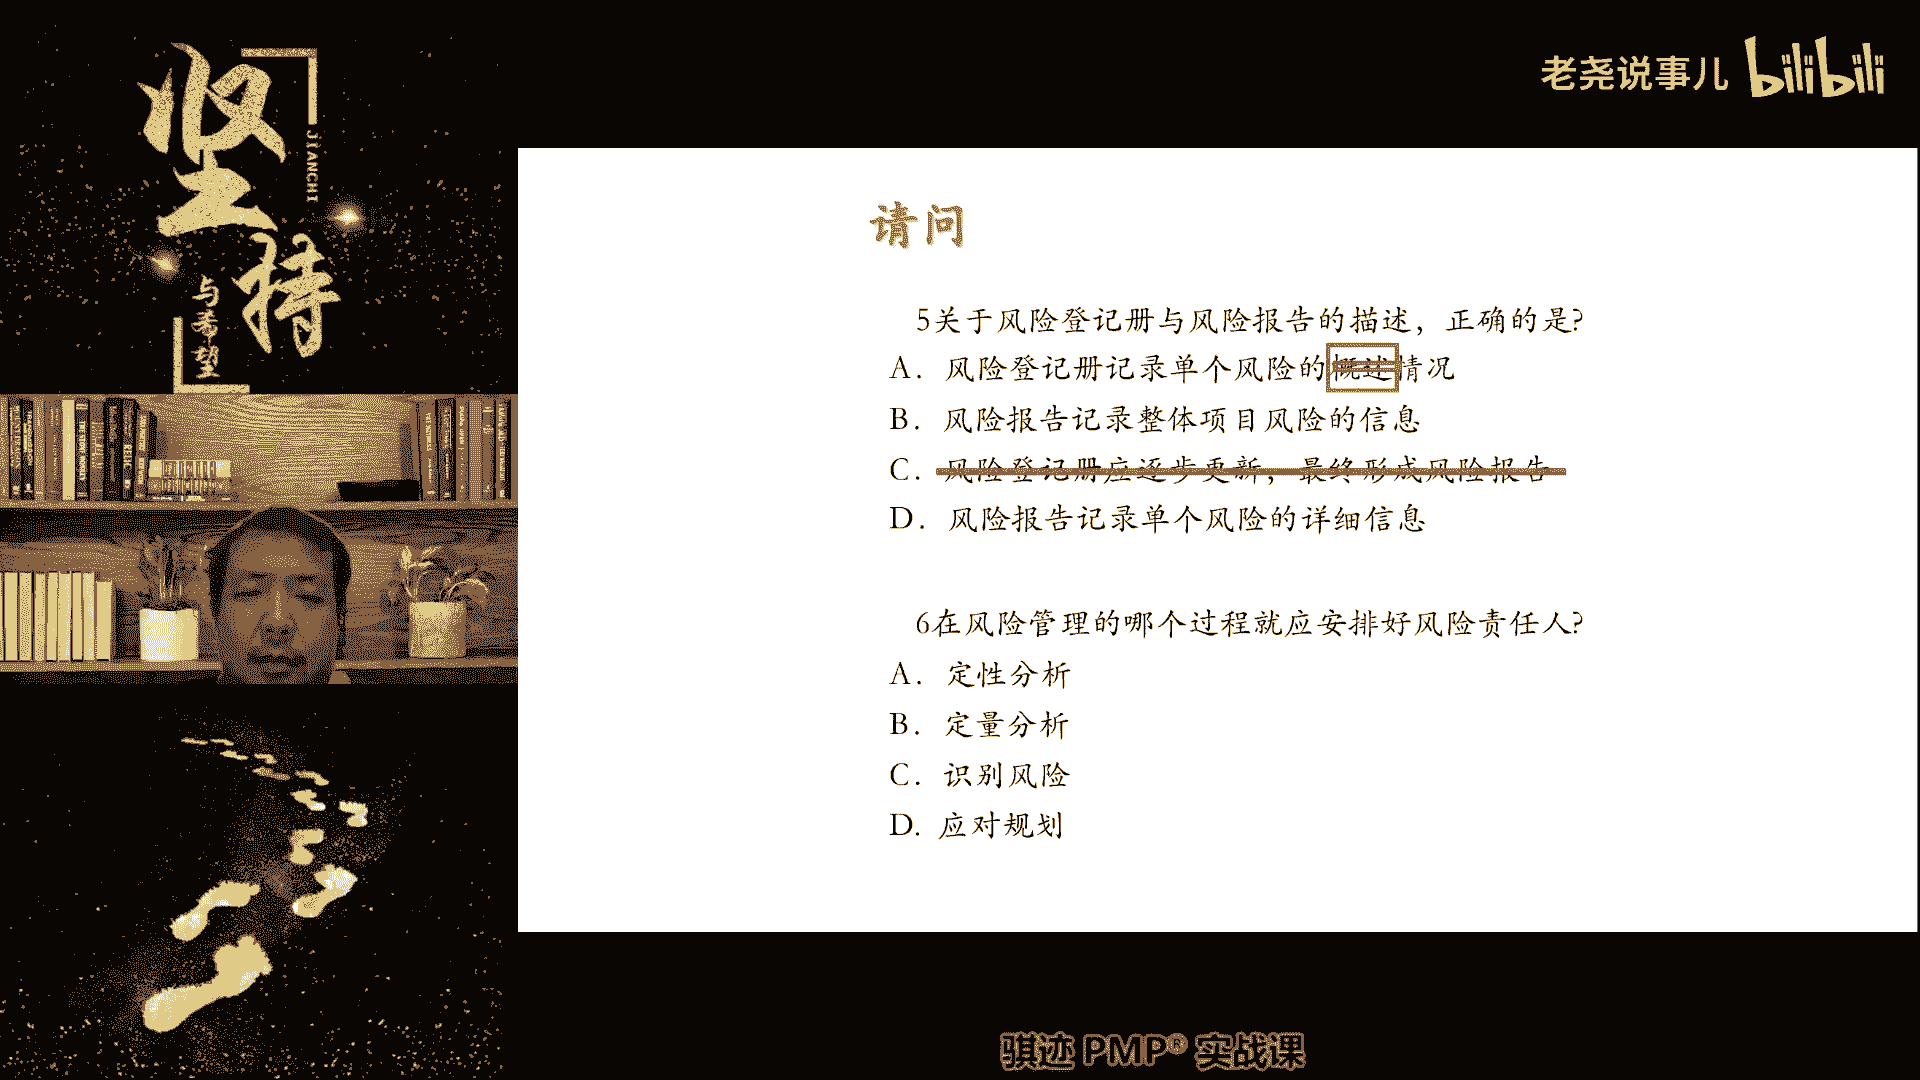 坚持
JIANCHI
与希望
老尧说事儿 bilibili
请问
5关于风险登记册与风险报告的描述，正确的是?
A. 风险登记册记录单个风险的概述情况
B. 风险报告记录整体项目风险的信息
C. 风险登记册应逐步更新，最终形成风险报告
D. 风险报告记录单个风险的详细信息
6在风险管理的哪个过程就应安排好风险责任人?
A. 定性分析
B. 定量分析
C. 识别风险
D. 应对规划
骐迹 PMP® 实战课